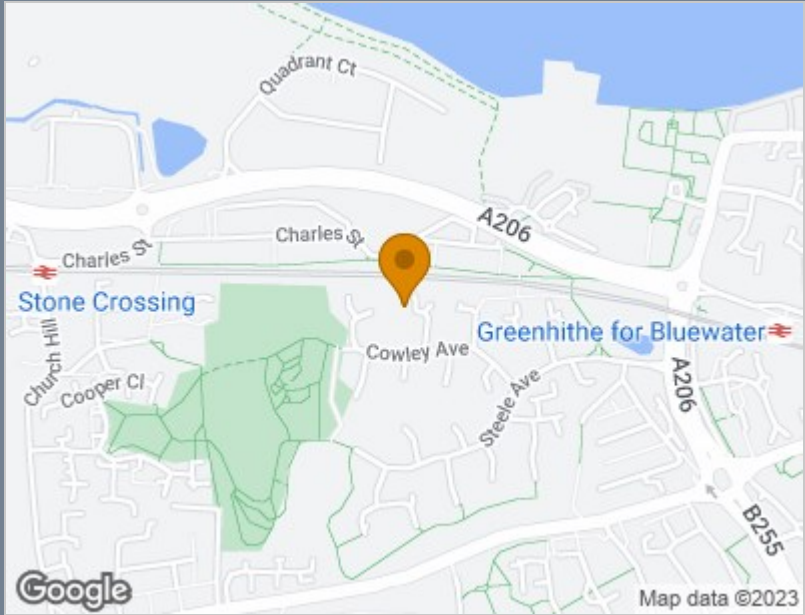 Quadrant Ct
A206
Charles St
Charles St
Stone Crossing
Greenhithe for Bluewater
Church Hill
Cowley Ave
Cooper Cl
Steele Ave
A206
B255
Google
Map data ©2023